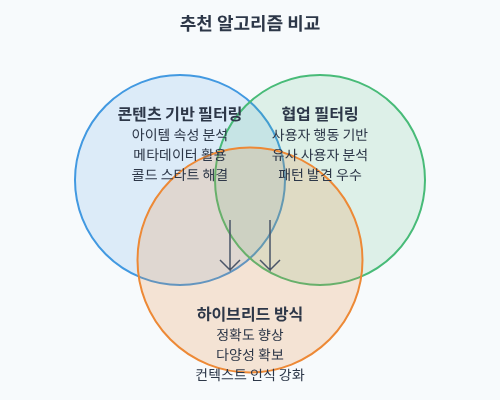 추천 알고리즘 비교
콘텐츠 기반 필터링
아이템 속성 분석
메타데이터 활용
콜드 스타트 해결
협업 필터링
사용자 행동 기반
유사 사용자 분석
패턴 발견 우수
하이브리드 방식
정확도 향상
다양성 확보
컨텍스트 인식 강화